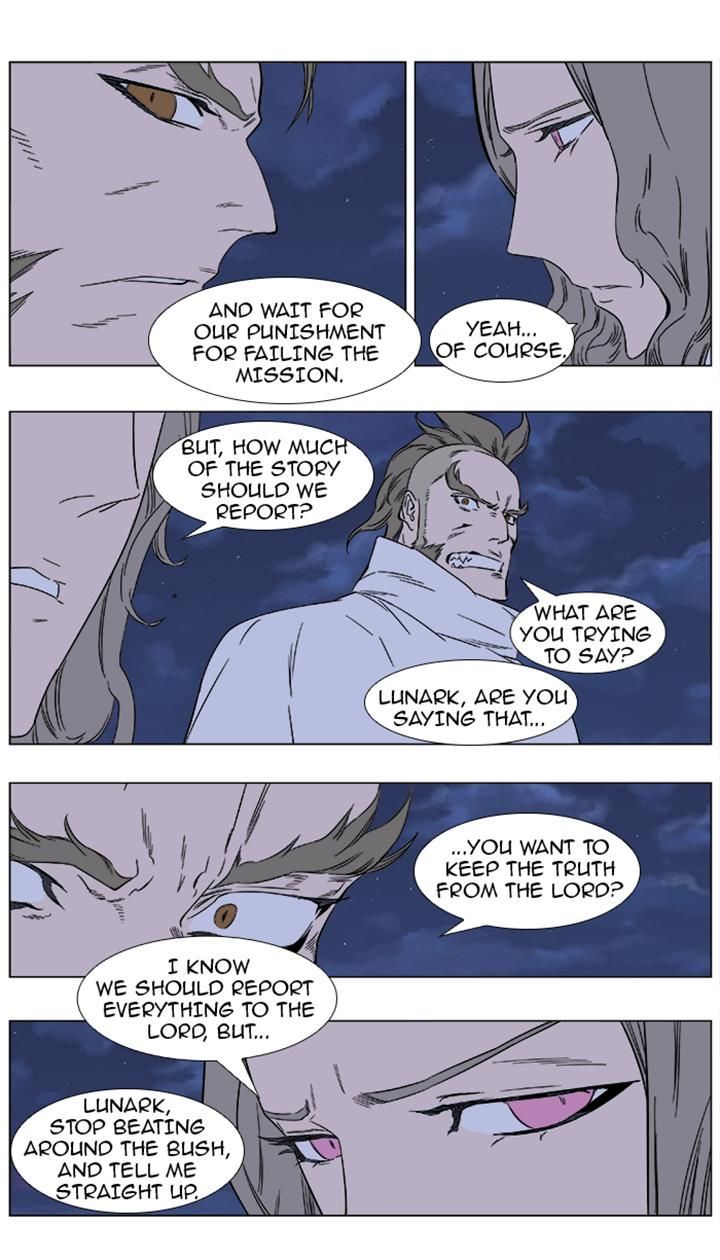 AND WAIT FOR
OUR PUNISHMENT
FOR FAILING THE
MISSION.
YEAH...
OF COURSE.
BUT, HOW MUCH
OF THE STORY
SHOULD WE
REPORT?
WHAT ARE
YOU TRYING
TO SAY?
LUNARK, ARE YOU
SAYING THAT...
...YOU WANT TO
KEEP THE TRUTH
FROM THE LORD?
I KNOW
WE SHOULD REPORT
EVERYTHING TO THE
LORD, BUT...
LUNARK,
STOP BEATING
AROUND THE BUSH,
AND TELL ME
STRAIGHT UP.